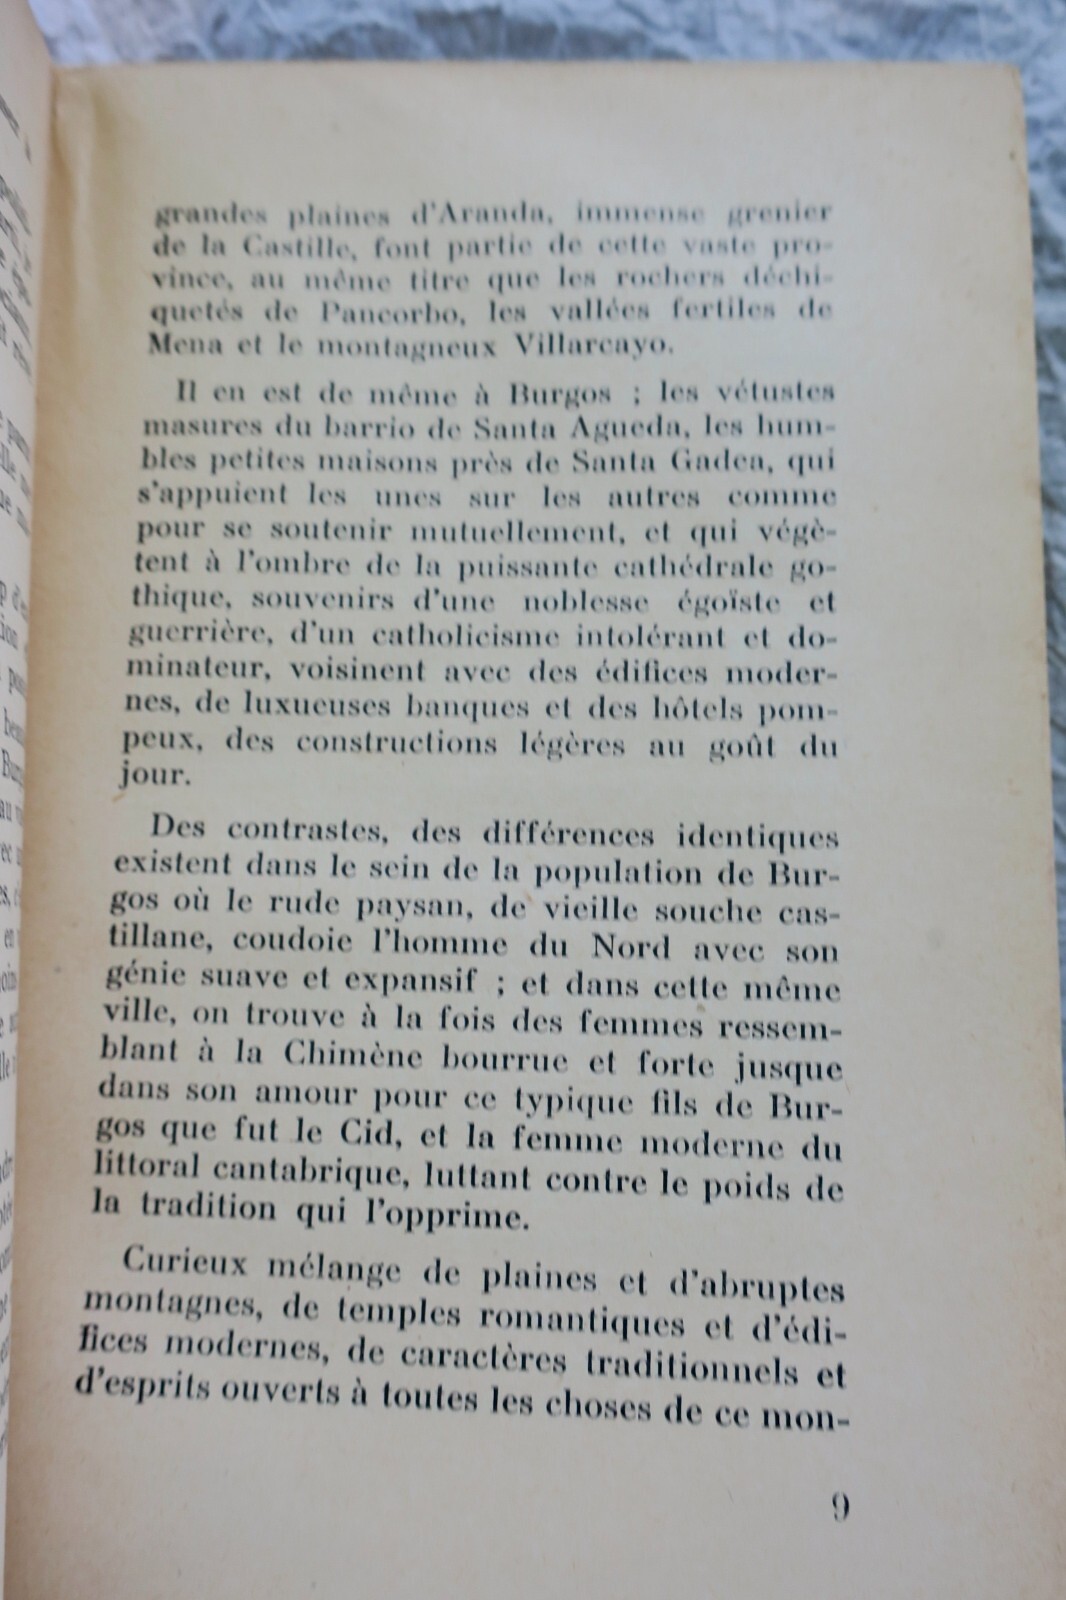 grandes plaines d'Aranda, immense grenier
de la Castille, font partie de cette vaste pro-
vince, au même titre que les rochers déchi-
quetés de Pancorbo, les vallées fertiles de
Mena et le montagneux Villarcayo.
Il en est de même à Burgos ; les vétustes
masures du barrio de Santa Agueda, les hum-
bles petites maisons près de Santa Gadea, qui
s'appuient les unes sur les autres comme
pour se soutenir mutuellement, et qui végè-
tent à l'ombre de la puissante cathédrale go-
thique, souvenirs d'une noblesse égoïste et
guerrière, d'un catholicisme intolérant et do-
minateur, voisinent avec des édifices moder-
nes, de luxueuses banques et des hôtels pom-
peux, des constructions légères au goût du
jour.
Des contrastes, des différences identiques
existent dans le sein de la population de Bur-
gos où le rude paysan, de vieille souche cas-
tillane, coudoie l'homme du Nord avec son
génie suave et expansif ; et dans cette même
ville, on trouve à la fois des femmes ressem-
blant à la Chimène bourrue et forte jusque
dans son amour pour ce typique fils de Bur-
gos que fut le Cid, et la femme moderne du
littoral cantabrique, luttant contre le poids de
la tradition qui l'opprime.
Curieux mélange de plaines et d'abruptes
montagnes, de temples romantiques et d'édi-
fices modernes, de caractères traditionnels et
d'esprits ouverts à toutes les choses de ce mon-
9